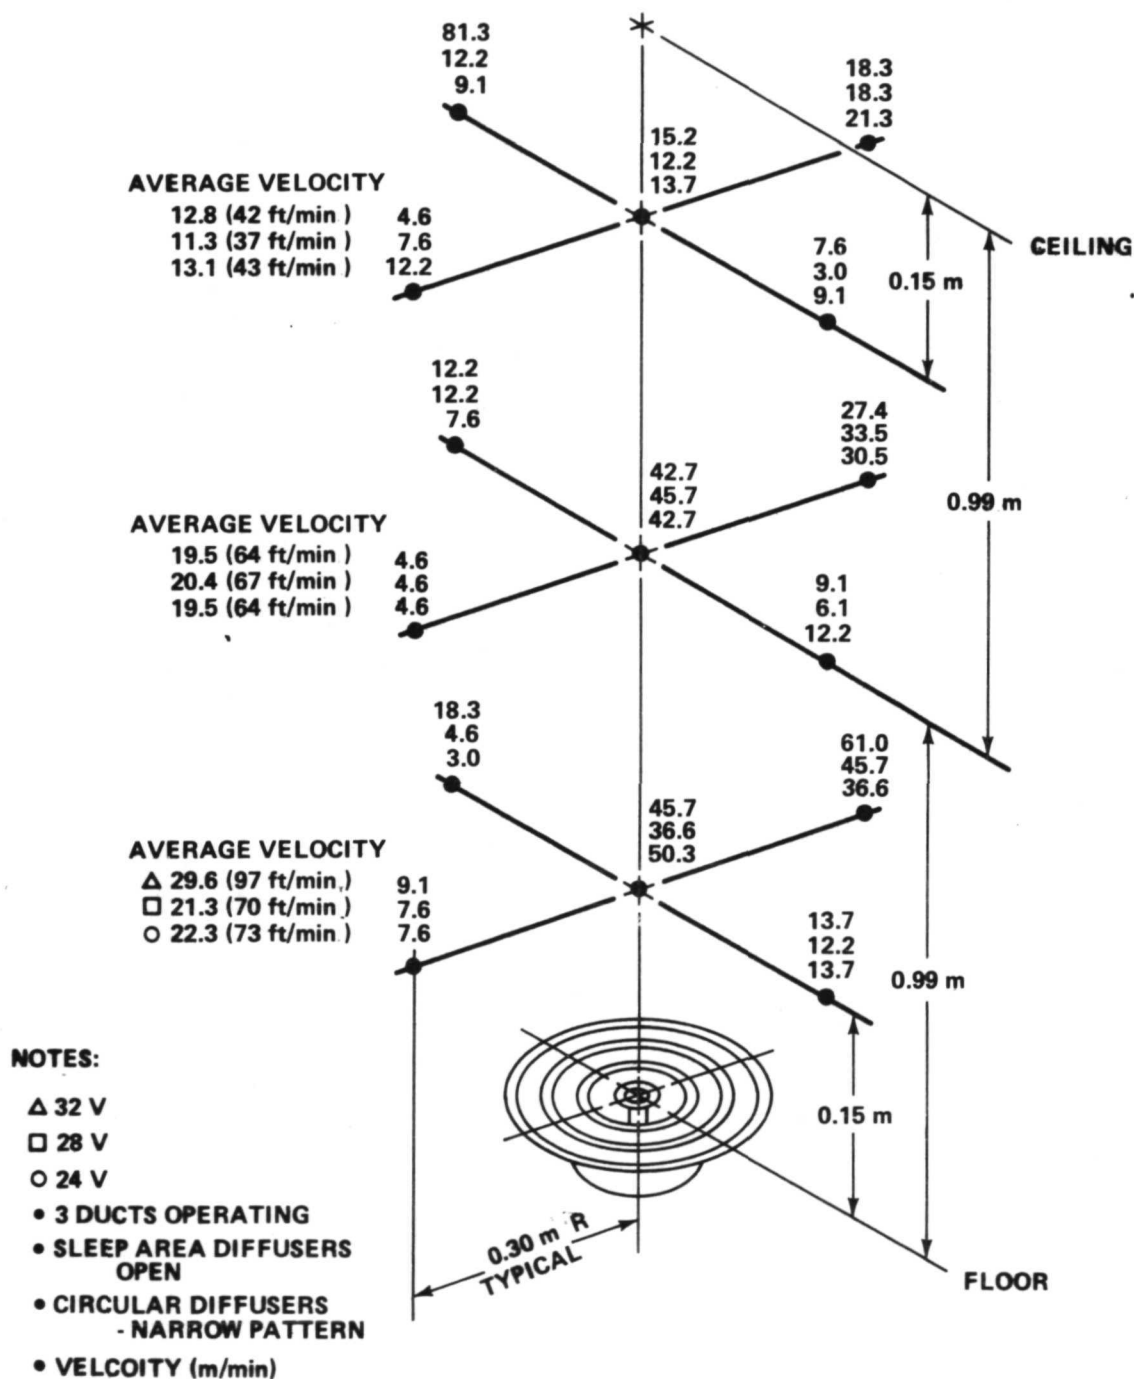 81.3
12.2
9.1
18.3
18.3
21.3
15.2
12.2
13.7
AVERAGE VELOCITY
12.8 (42 ft/min )
11.3 (37 ft/min )
13.1 (43 ft/min )
4.6
7.6
12.2
7.6
3.0
9.1
0.15 m
CEILING
12.2
12.2
7.6
27.4
33.5
30.5
42.7
45.7
42.7
0.99 m
AVERAGE VELOCITY
19.5 (64 ft/min )
20.4 (67 ft/min )
19.5 (64 ft/min )
4.6
4.6
4.6
9.1
6.1
12.2
18.3
4.6
3.0
61.0
45.7
36.6
45.7
36.6
50.3
AVERAGE VELOCITY
△ 29.6 (97 ft/min )
□ 21.3 (70 ft/min )
○ 22.3 (73 ft/min )
9.1
7.6
7.6
13.7
12.2
13.7
0.99 m
0.15 m
NOTES:
△ 32 V
□ 28 V
○ 24 V
• 3 DUCTS OPERATING
• SLEEP AREA DIFFUSERS
OPEN
• CIRCULAR DIFFUSERS
- NARROW PATTERN
• VELCOITY (m/min)
0.30 m R
TYPICAL
FLOOR